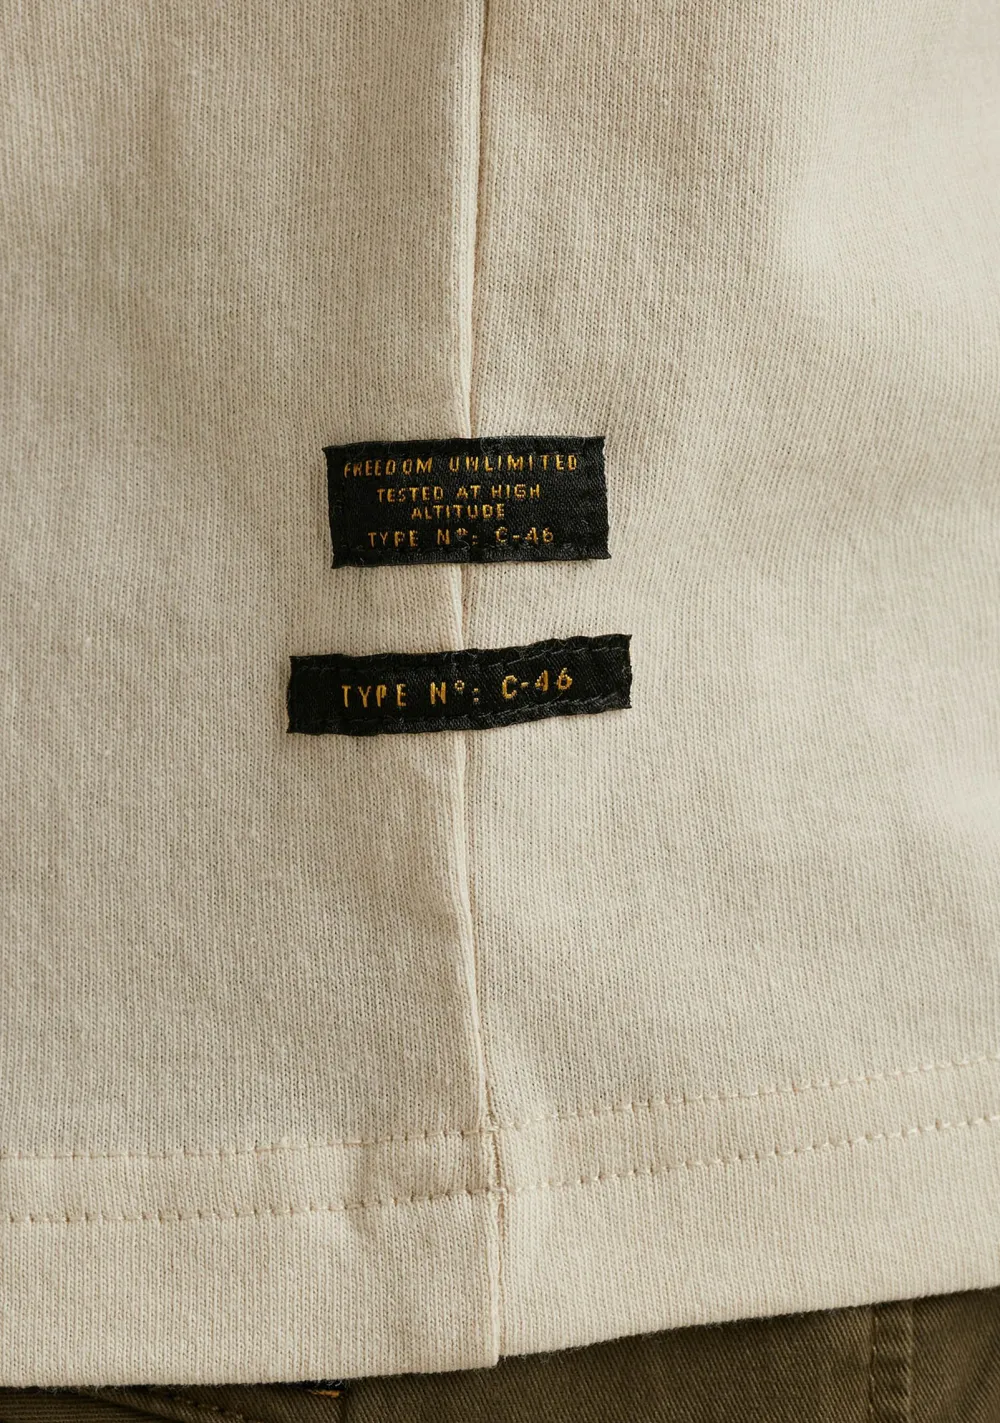 FREEDOM UNLIMITED
TESTED AT HIGH
ALTITUDE
TYPE Nº: C-46
TYPE Nº: C-46